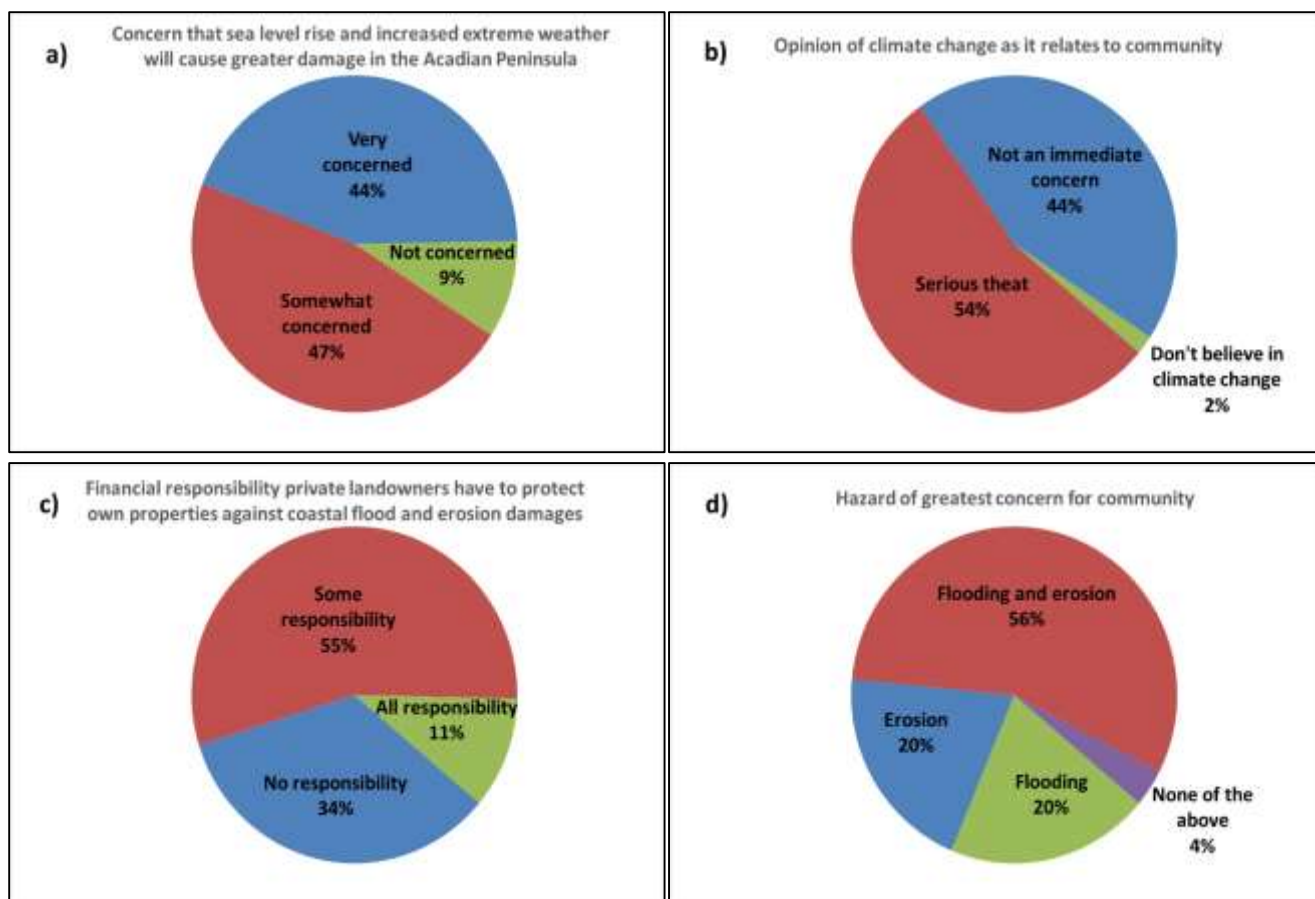 a)
Concern that sea level rise and increased extreme weather
will cause greater damage in the Acadian Peninsula
Very
concerned
44%
Not concerned
9%
Somewhat
concerned
47%
b)
Opinion of climate change as it relates to community
Not an immediate
concern
44%
Serious theat
54%
Don't believe in
climate change
2%
c)
Financial responsibility private landowners have to protect
own properties against coastal flood and erosion damages
Some
responsibility
55%
All responsibility
11%
No responsibility
34%
d)
Hazard of greatest concern for community
Flooding and erosion
56%
Erosion
20%
Flooding
20%
None of the
above
4%